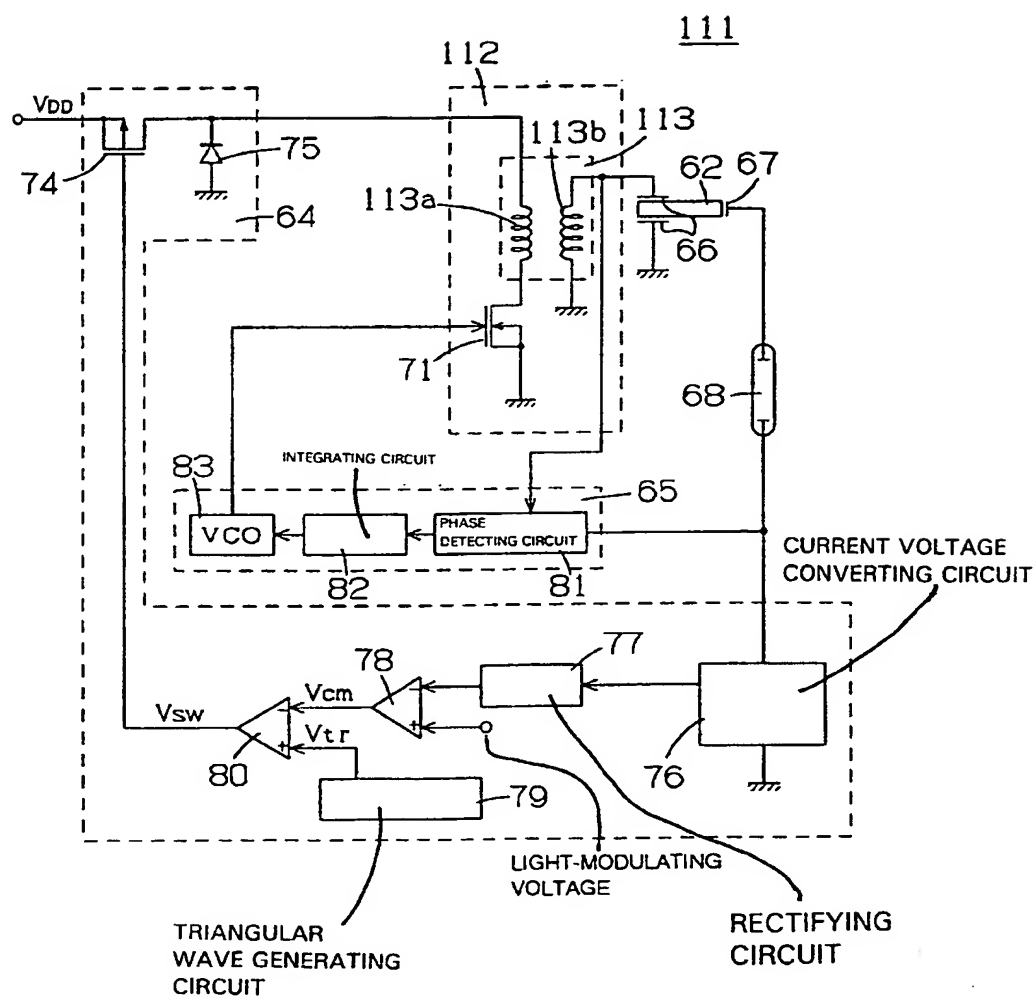 111
112
VDD
113
113b
75
62
67
74
113a
64
66
71
68
83
INTEGRATING CIRCUIT
65
VCO
PHASE
DETECTING CIRCUIT
82
81
CURRENT VOLTAGE
CONVERTING CIRCUIT
77
78
Vcm
−
Vsw
−
+
Vtr
+
76
80
79
LIGHT-MODULATING
VOLTAGE
RECTIFYING
CIRCUIT
TRIANGULAR
WAVE GENERATING
CIRCUIT